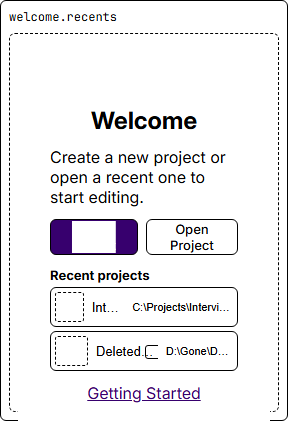 welcome.recents
Welcome
Create a new project or
open a recent one to
start editing.
Open
Project
Recent projects
Int… C:\Projects\Intervi…
Deleted… D:\Gone\D…
Getting Started